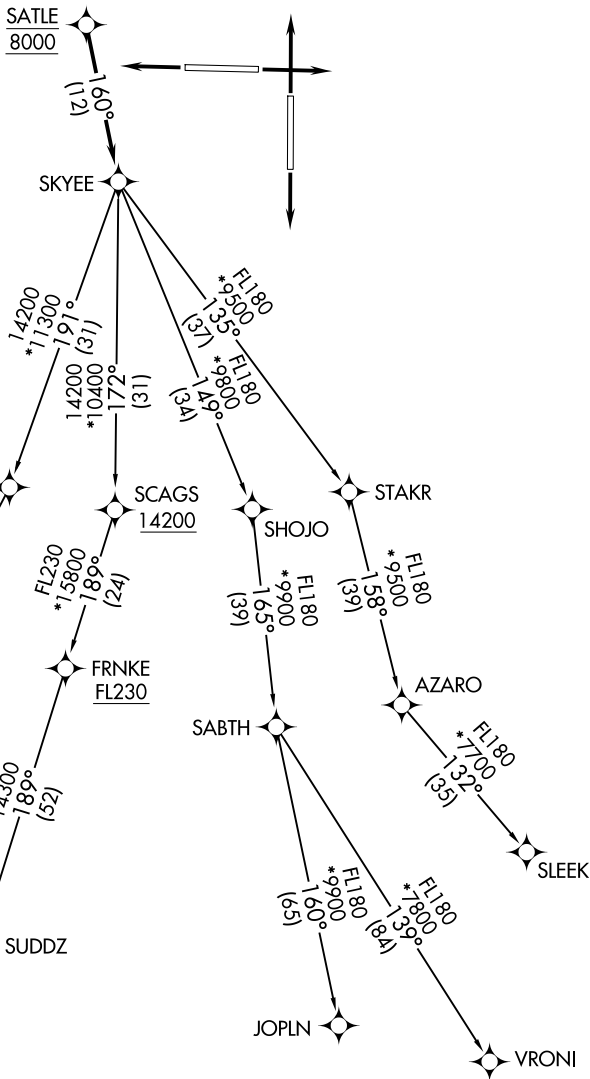 SATLE
8000
160°
(12)
SKYEE
14200
*11300
191°
(31)
14200
*10400
172°
(31)
FL180
*9800
149°
(34)
FL180
*9500
135°
(37)
SCAGS
14200
SHOJO
STAKR
FL230
*15800
189°
(24)
FL180
*9900
165°
(39)
FL180
*9500
158°
(39)
FRNKE
FL230
AZARO
SABTH
189°
(52)
FL180
*7700
132°
(35)
SLEEK
FL180
*9900
160°
(65)
FL180
*7800
139°
(84)
SUDDZ
JOPLN
VRONI